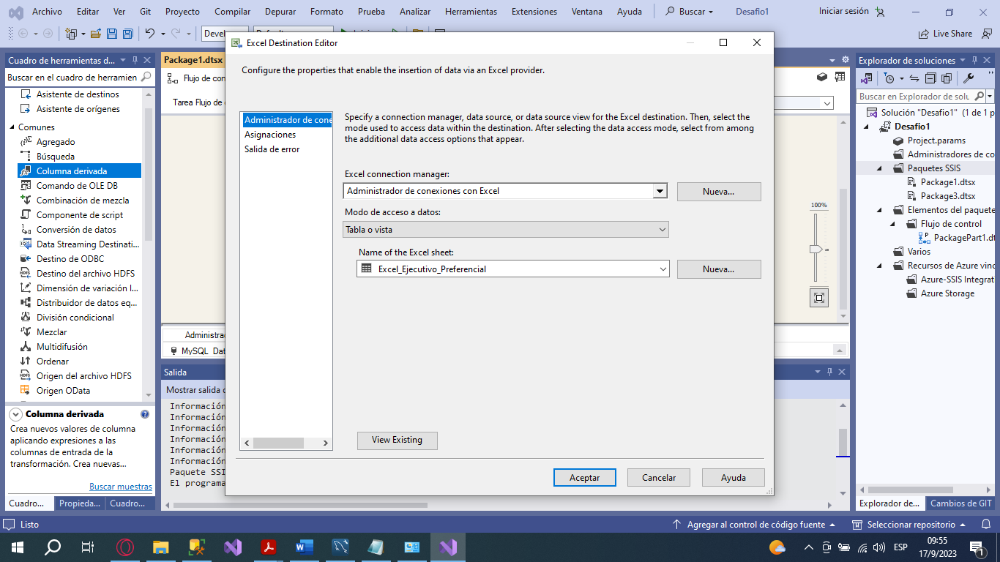 Archivo Editar Ver Git Proyecto Compilar Depurar Formato Prueba Analizar Herramientas Extensiones Ventana Ayuda Buscar Desafio1 Iniciar sesión
Live Share
Cuadro de herramientas d...
Buscar en el cuadro de herramien
Asistente de destinos
Asistente de orígenes
Comunes
Agregado
Búsqueda
Columna derivada
Comando de OLE DB
Combinación de mezcla
Componente de script
Conversión de datos
Data Streaming Destinati...
Destino de ODBC
Destino del archivo HDFS
Dimensión de variación l...
Distribuidor de datos eq...
División condicional
Mezclar
Multidifusión
Ordenar
Origen del archivo HDFS
Origen OData
Columna derivada
Crea nuevos valores de columna
aplicando expresiones a las
columnas de entrada de la
transformación. Crea nuevas...
Buscar muestras
Cuadro... Propieda... Cuadro...
Package1.dtsx
Flujo de con
Tarea Flujo de
Administra
MySQL_Dat
100%
Salida
Mostrar salida
Información
Información
Información
Información
Información
Información
Paquete SSI
El programa
Excel Destination Editor
Configure the properties that enable the insertion of data via an Excel provider.
Administrador de cone
Asignaciones
Salida de error
Specify a connection manager, data source, or data source view for the Excel destination. Then, select the
mode used to access data within the destination. After selecting the data access mode, select from among
the additional data access options that appear.
Excel connection manager:
Administrador de conexiones con Excel
Nueva...
Modo de acceso a datos:
Tabla o vista
Name of the Excel sheet:
Excel_Ejecutivo_Preferencial
Nueva...
View Existing
Aceptar Cancelar Ayuda
Explorador de soluciones
Buscar en Explorador de solu
Solución "Desafio1" (1 de 1 p
Desafio1
Project.params
Administradores de co
Paquetes SSIS
Package1.dtsx
Package3.dtsx
Elementos del paquete
Flujo de control
PackagePart1.dt
Varios
Recursos de Azure vinc
Azure-SSIS Integrat
Azure Storage
Explorador de... Cambios de GIT
Listo Agregar al control de código fuente Seleccionar repositorio
ESP
09:55
17/9/2023
1